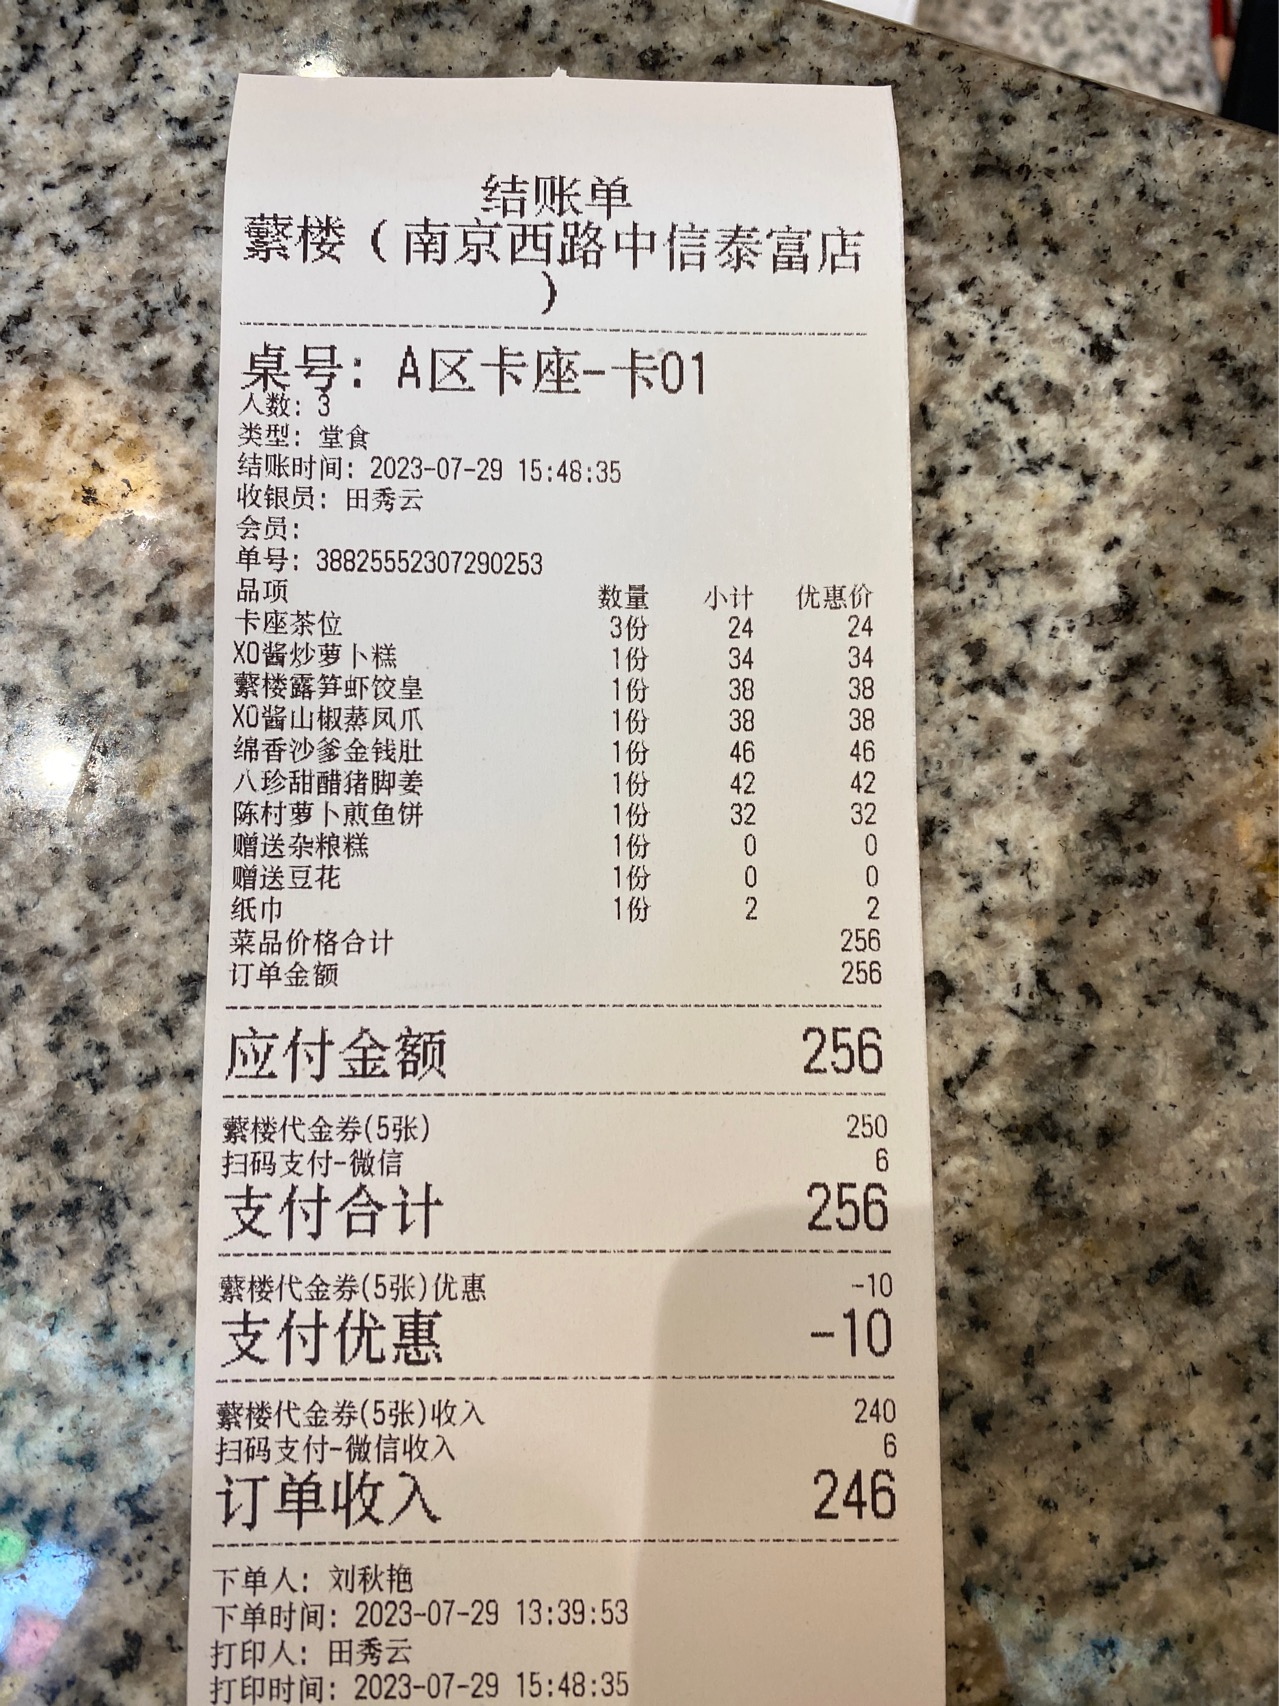 结账单
蘩楼（南京西路中信泰富店
）
桌号: A区卡座-卡01
人数: 3
类型: 堂食
结账时间: 2023-07-29 15:48:35
收银员: 田秀云
会员:
单号: 38825552307290253
品项 数量 小计 优惠价
卡座茶位 3份 24 24
XO酱炒萝卜糕 1份 34 34
蘩楼露笋虾饺皇 1份 38 38
XO酱山椒蒸凤爪 1份 38 38
绵香沙爹金钱肚 1份 46 46
八珍甜醋猪脚姜 1份 42 42
陈村萝卜煎鱼饼 1份 32 32
赠送杂粮糕 1份 0 0
赠送豆花 1份 0 0
纸巾 1份 2 2
菜品价格合计 256
订单金额 256
应付金额 256
蘩楼代金券(5张) 250
扫码支付-微信 6
支付合计 256
蘩楼代金券(5张)优惠 -10
支付优惠 -10
蘩楼代金券(5张)收入 240
扫码支付-微信收入 6
订单收入 246
下单人: 刘秋艳
下单时间: 2023-07-29 13:39:53
打印人: 田秀云
打印时间: 2023-07-29 15:48:35